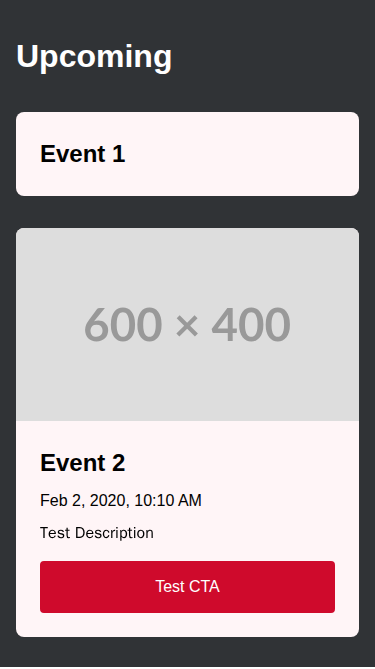 Upcoming
Event 1
600 × 400
Event 2
Feb 2, 2020, 10:10 AM
Test Description
Test CTA